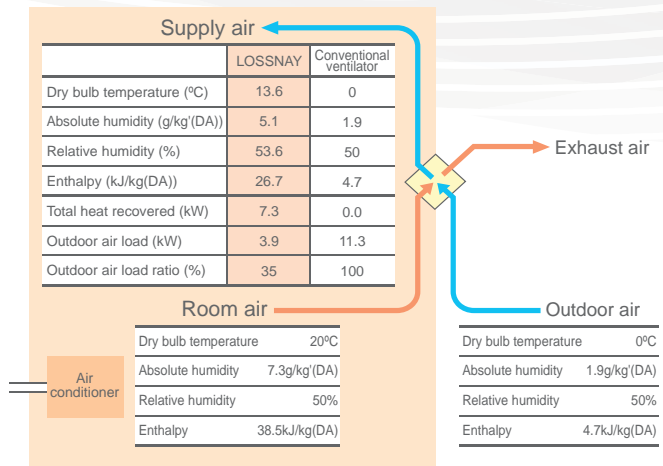 Supply air
LOSSNAY Conventional ventilator
Dry bulb temperature (ºC) 13.6 0
Absolute humidity (g/kg'(DA)) 5.1 1.9
Relative humidity (%) 53.6 50
Enthalpy (kJ/kg(DA)) 26.7 4.7
Total heat recovered (kW) 7.3 0.0
Outdoor air load (kW) 3.9 11.3
Outdoor air load ratio (%) 35 100
Exhaust air
Room air
Dry bulb temperature 20ºC
Absolute humidity 7.3g/kg'(DA)
Relative humidity 50%
Enthalpy 38.5kJ/kg(DA)
Air
conditioner
Outdoor air
Dry bulb temperature 0ºC
Absolute humidity 1.9g/kg'(DA)
Relative humidity 50%
Enthalpy 4.7kJ/kg(DA)